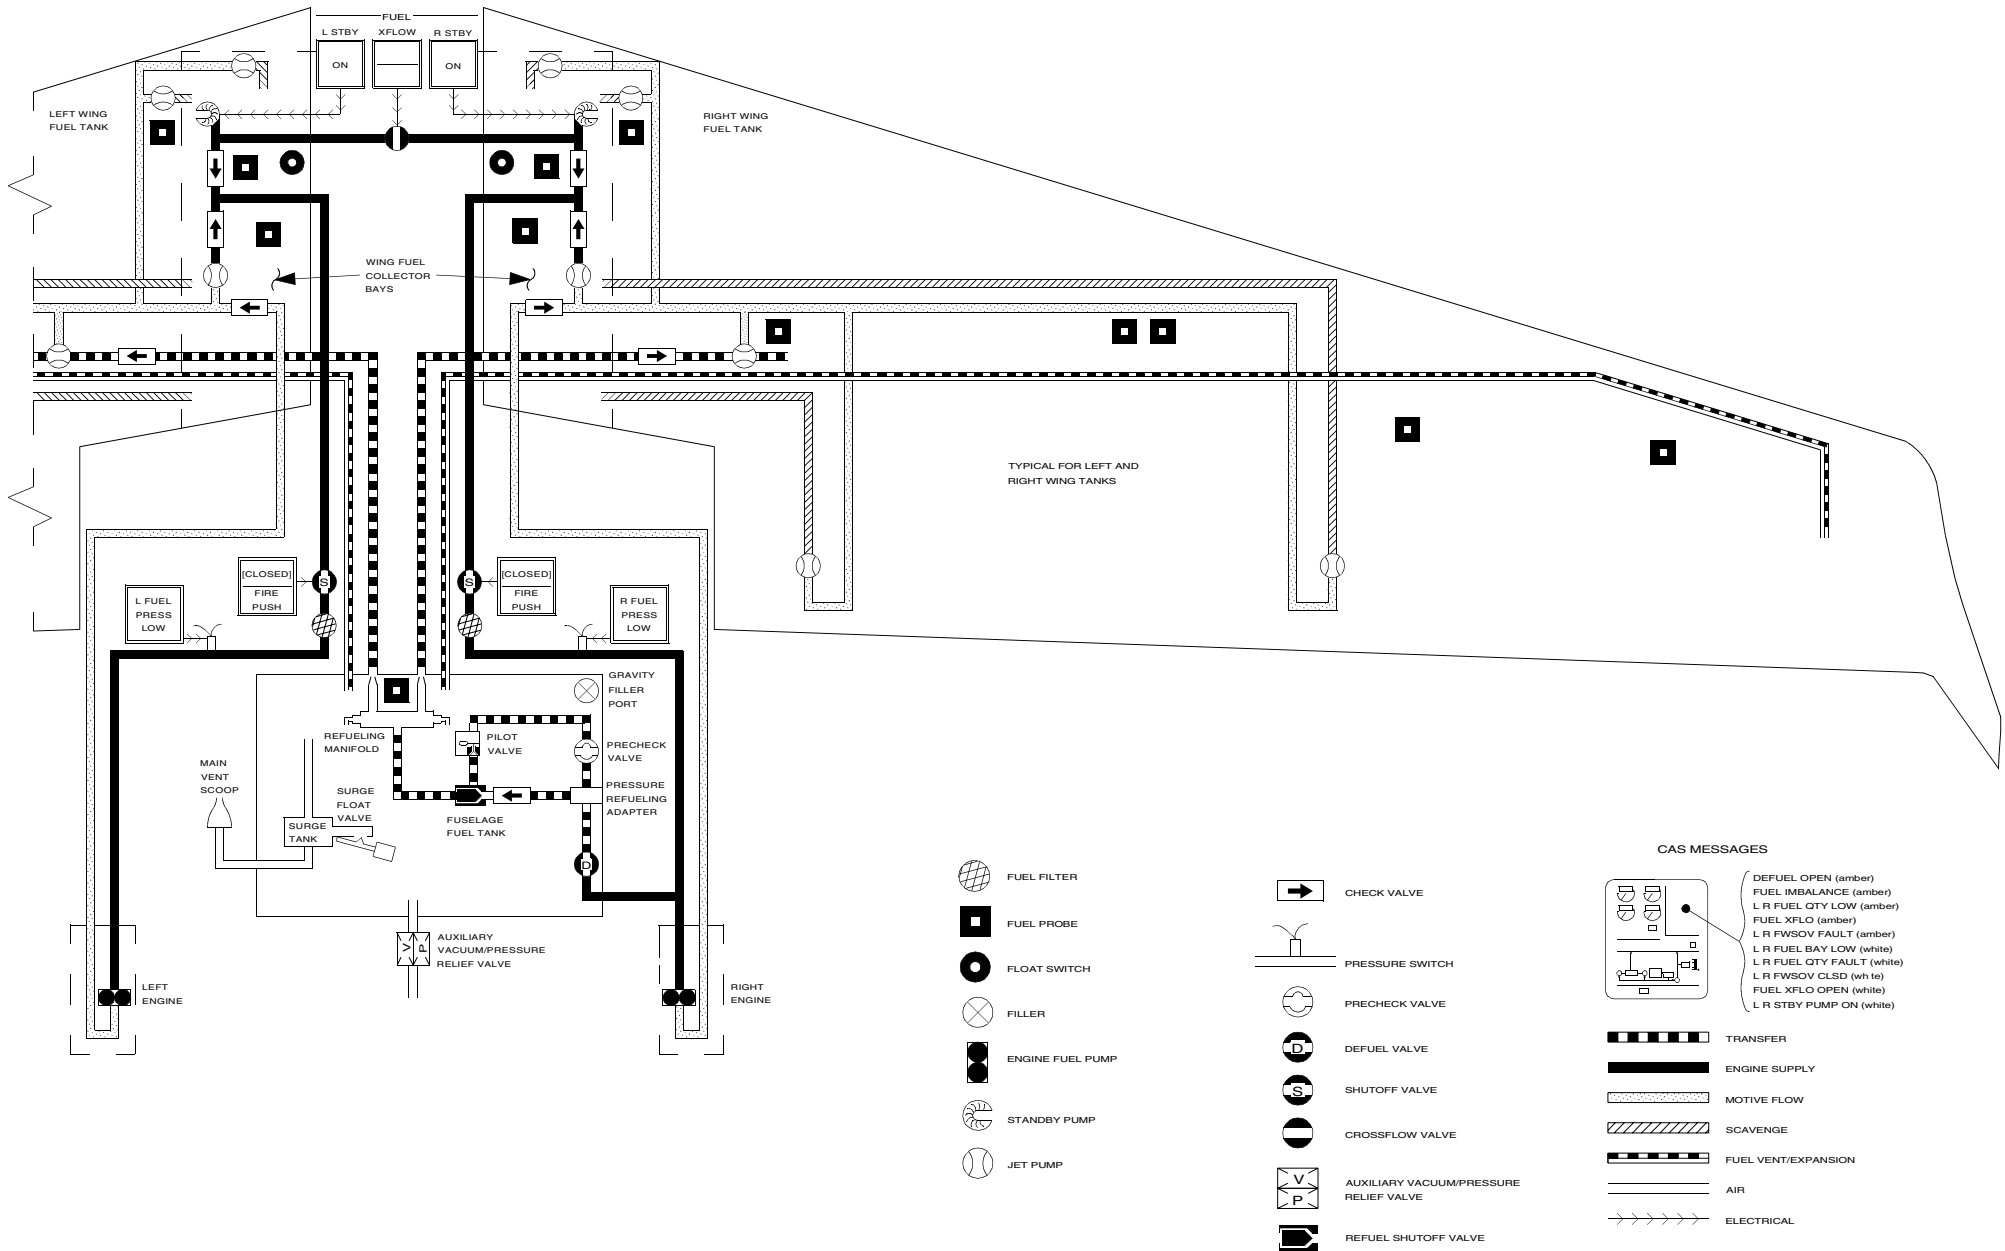 FUEL
L STBY
XFLOW
R STBY
ON
ON
LEFT WING
FUEL TANK
RIGHT WING
FUEL TANK
WING FUEL
COLLECTOR
BAYS
TYPICAL FOR LEFT AND
RIGHT WING TANKS
[CLOSED]
FIRE
PUSH
S
S
[CLOSED]
FIRE
PUSH
L FUEL
PRESS
LOW
R FUEL
PRESS
LOW
GRAVITY
FILLER
PORT
REFUELING
MANIFOLD
PILOT
VALVE
PRECHECK
VALVE
MAIN
VENT
SCOOP
SURGE
FLOAT
VALVE
PRESSURE
REFUELING
ADAPTER
SURGE
TANK
FUSELAGE
FUEL TANK
D
V
P
AUXILIARY
VACUUM/PRESSURE
RELIEF VALVE
LEFT
ENGINE
RIGHT
ENGINE
FUEL FILTER
FUEL PROBE
FLOAT SWITCH
FILLER
ENGINE FUEL PUMP
STANDBY PUMP
JET PUMP
CHECK VALVE
PRESSURE SWITCH
PRECHECK VALVE
D
DEFUEL VALVE
S
SHUTOFF VALVE
CROSSFLOW VALVE
V
P
AUXILIARY VACUUM/PRESSURE
RELIEF VALVE
REFUEL SHUTOFF VALVE
CAS MESSAGES
DEFUEL OPEN (amber)
FUEL IMBALANCE (amber)
L R FUEL QTY LOW (amber)
FUEL XFLO (amber)
L R FWSOV FAULT (amber)
L R FUEL BAY LOW (white)
L R FUEL QTY FAULT (white)
L R FWSOV CLSD (wh te)
FUEL XFLO OPEN (white)
L R STBY PUMP ON (white)
TRANSFER
ENGINE SUPPLY
MOTIVE FLOW
SCAVENGE
FUEL VENT/EXPANSION
AIR
ELECTRICAL